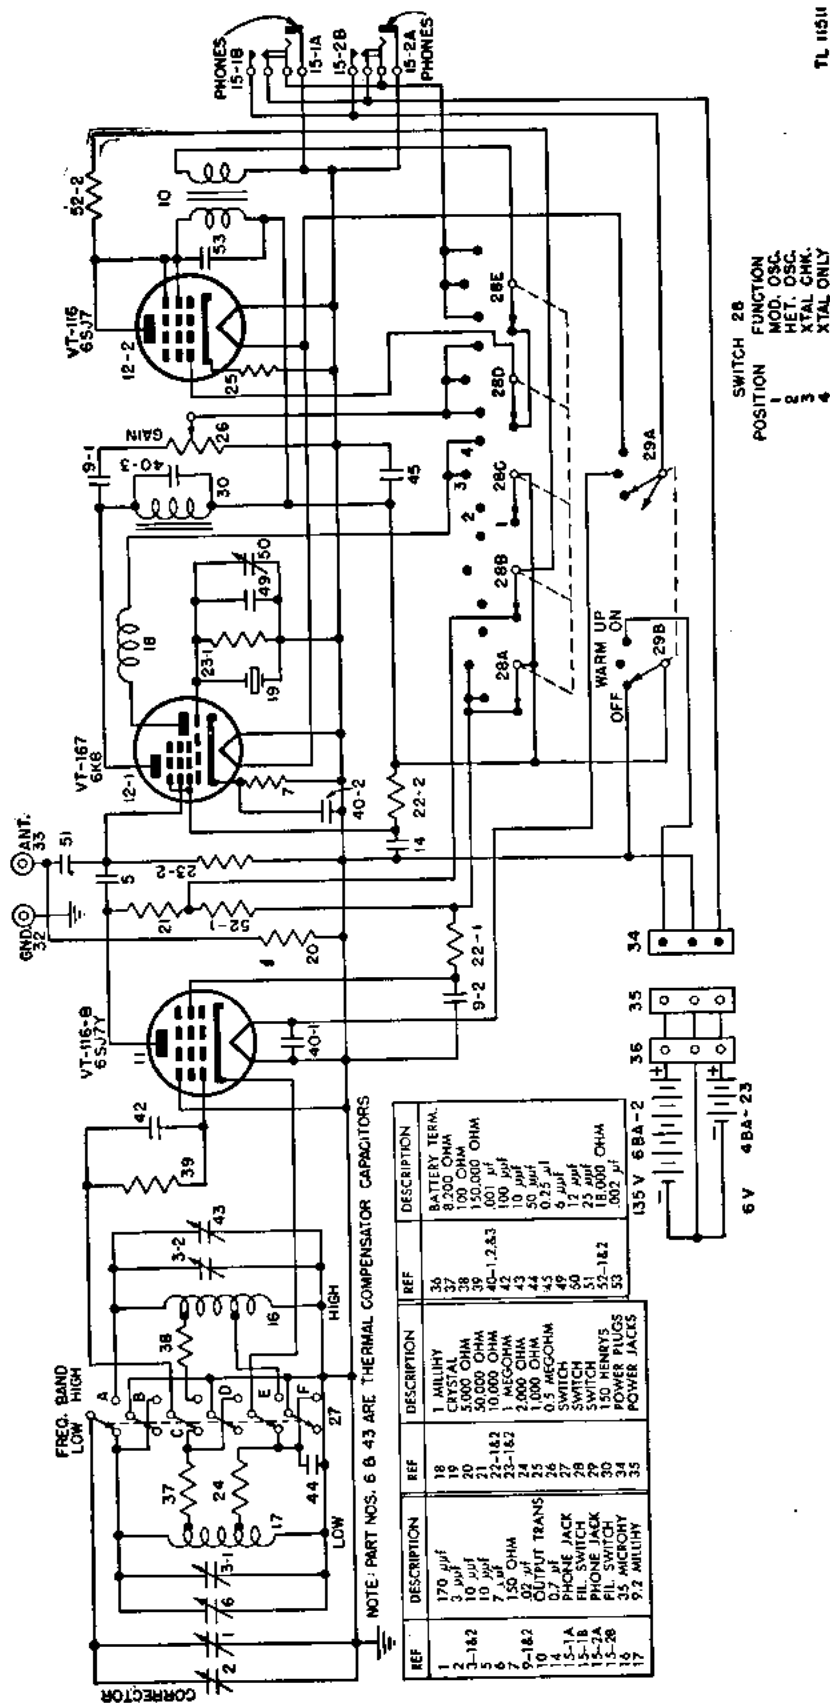 TL 11511
PHONES
15-1B
15-1A
15-2B
15-2A
PHONES
52-2
10
53
VT-116
6SJ7
12-2
25
GAIN
26
9-1
40-3
30
45
18
50
49
23-1
19
VT-167
6K8
12-1
7
40-2
22-2
14
ANT.
33
51
GND.
32
5
23-2
21
52-1
20
22-1
9-2
VT-116-B
6SJ7Y
11
40-1
42
39
43
3-2
16
HIGH
38
FREQ. BAND
LOW HIGH
A
B
C
D
E
F
27
37
24
44
17
LOW
3-1
6
1
2
CORRECTOR
28E
28D
4
3
28C
2
1
28B
28A
29A
OFF
WARM UP
ON
29B
34
35
36
135V 6BA-2
6V 4BA-23
SWITCH 28
POSITION FUNCTION
1 MOD. OSC.
2 HET. OSC.
3 XTAL CHK.
4 XTAL ONLY
NOTE: PART NOS. 6 & 43 ARE THERMAL COMPENSATOR CAPACITORS
REF DESCRIPTION
1 170 μμf
2 3 μμf
3-1&2 10 μμf
5 10 μμf
6 7 μμf
7 150 OHM
9-1&2 .02 μf
10 OUTPUT TRANS
14 0.7 μf
15-1A PHONE JACK
15-1B FIL. SWITCH
15-2A PHONE JACK
15-2B FIL. SWITCH
16 35 MICROHY
17 9.2 MILLIHY
REF DESCRIPTION
18 1 MILLIHY
19 CRYSTAL
20 5,000 OHM
21 50,000 OHM
22-1&2 10,000 OHM
23-1&2 1 MEGOHM
24 2,000 OHM
25 1,000 OHM
26 0.5 MEGOHM
27 SWITCH
28 SWITCH
29 SWITCH
30 150 HENRYS
34 POWER PLUGS
35 POWER JACKS
REF DESCRIPTION
36 BATTERY TERM.
37 8,200 OHM
38 100 OHM
39 150,000 OHM
40-1,2,&3 .001 μf
42 100 μμf
43 10 μμf
44 50 μμf
45 0.25 μf
49 6 μμf
50 12 μμf
51 25 μμf
52-1&2 18,000 OHM
53 .002 μf